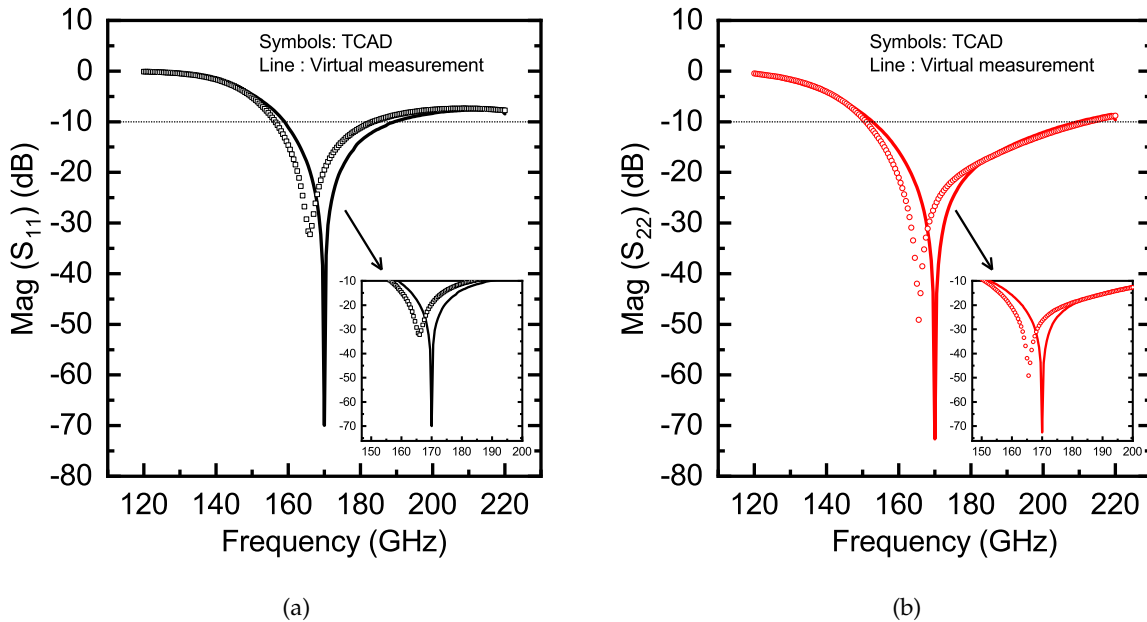 Symbols: TCAD
Line : Virtual measurement
Mag (S11) (dB)
10
0
-10
-20
-30
-40
-50
-60
-70
-80
120 140 160 180 200 220
Frequency (GHz)
-10
-20
-30
-40
-50
-60
-70
150 160 170 180 190 200
(a)
Symbols: TCAD
Line : Virtual measurement
Mag (S22) (dB)
10
0
-10
-20
-30
-40
-50
-60
-70
-80
120 140 160 180 200 220
Frequency (GHz)
-10
-20
-30
-40
-50
-60
-70
150 160 170 180 190 200
(b)